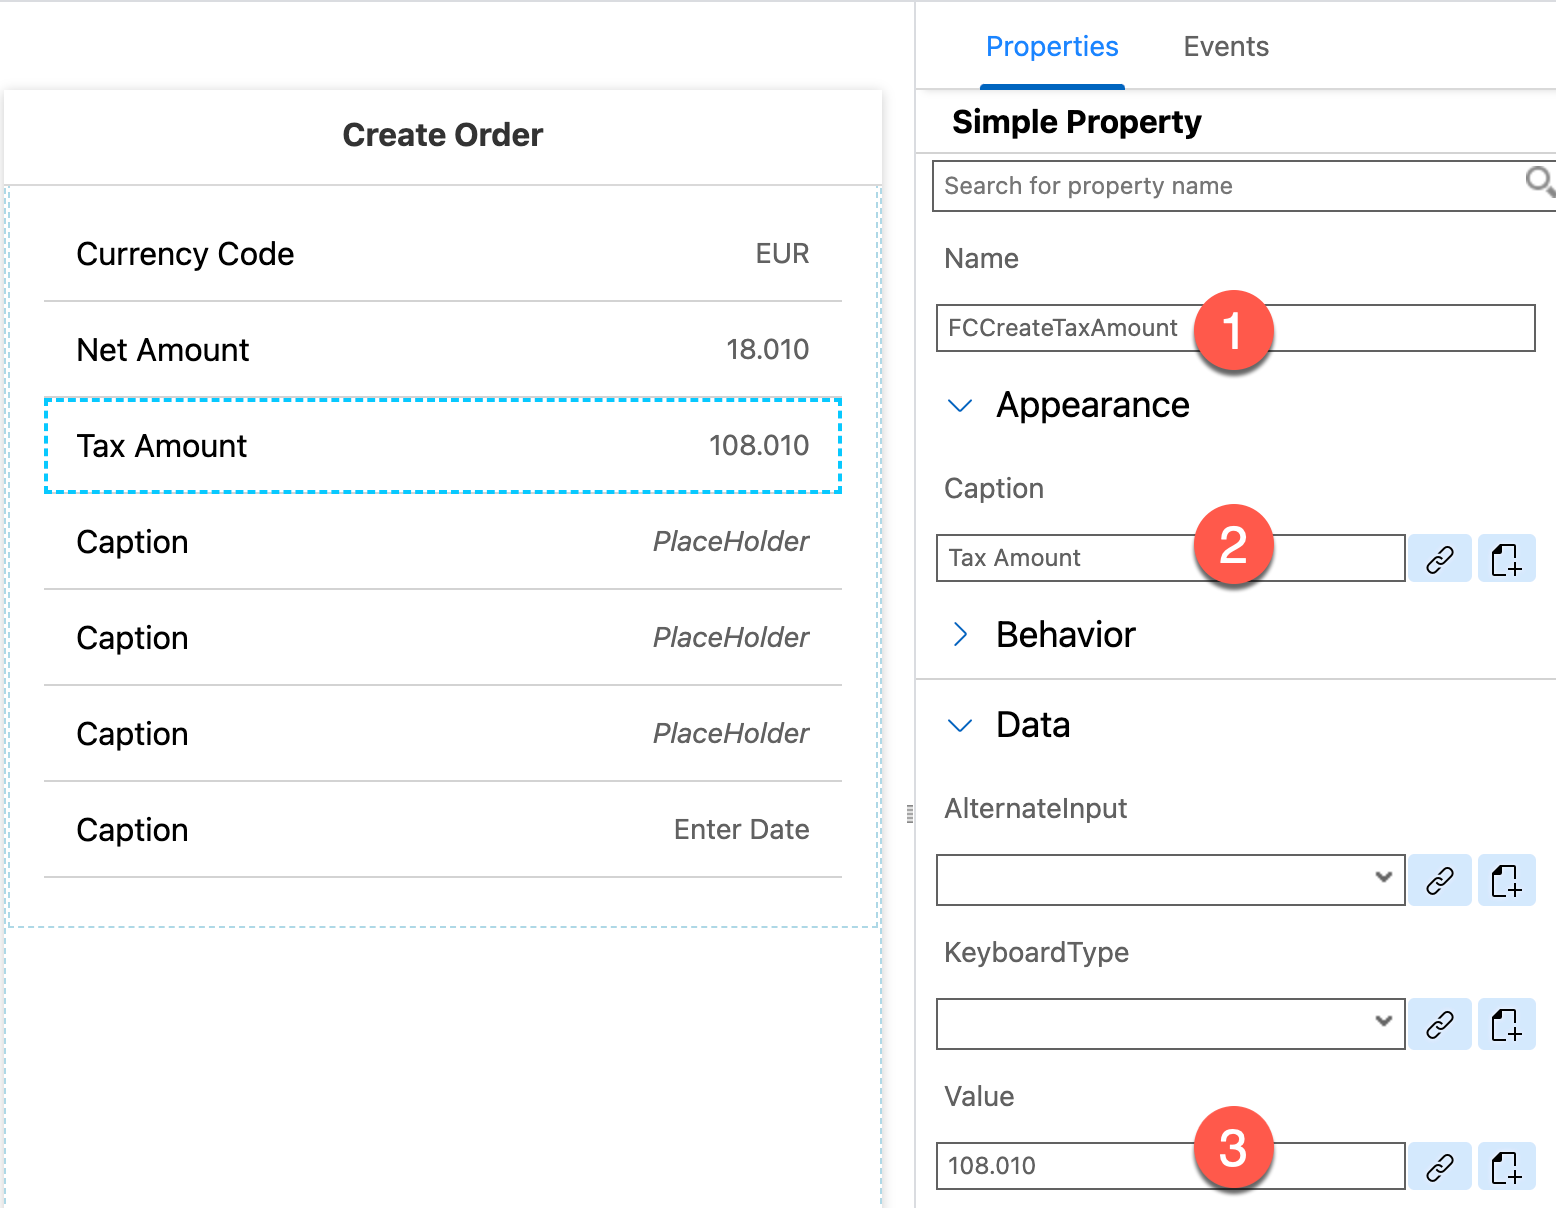 Create Order
Currency Code EUR
Net Amount 18.010
Tax Amount 108.010
Caption PlaceHolder
Caption PlaceHolder
Caption PlaceHolder
Caption Enter Date
Properties Events
Simple Property
Search for property name
Name
FCCreateTaxAmount 1
Appearance
Caption
Tax Amount 2
Behavior
Data
AlternateInput
KeyboardType
Value
108.010 3